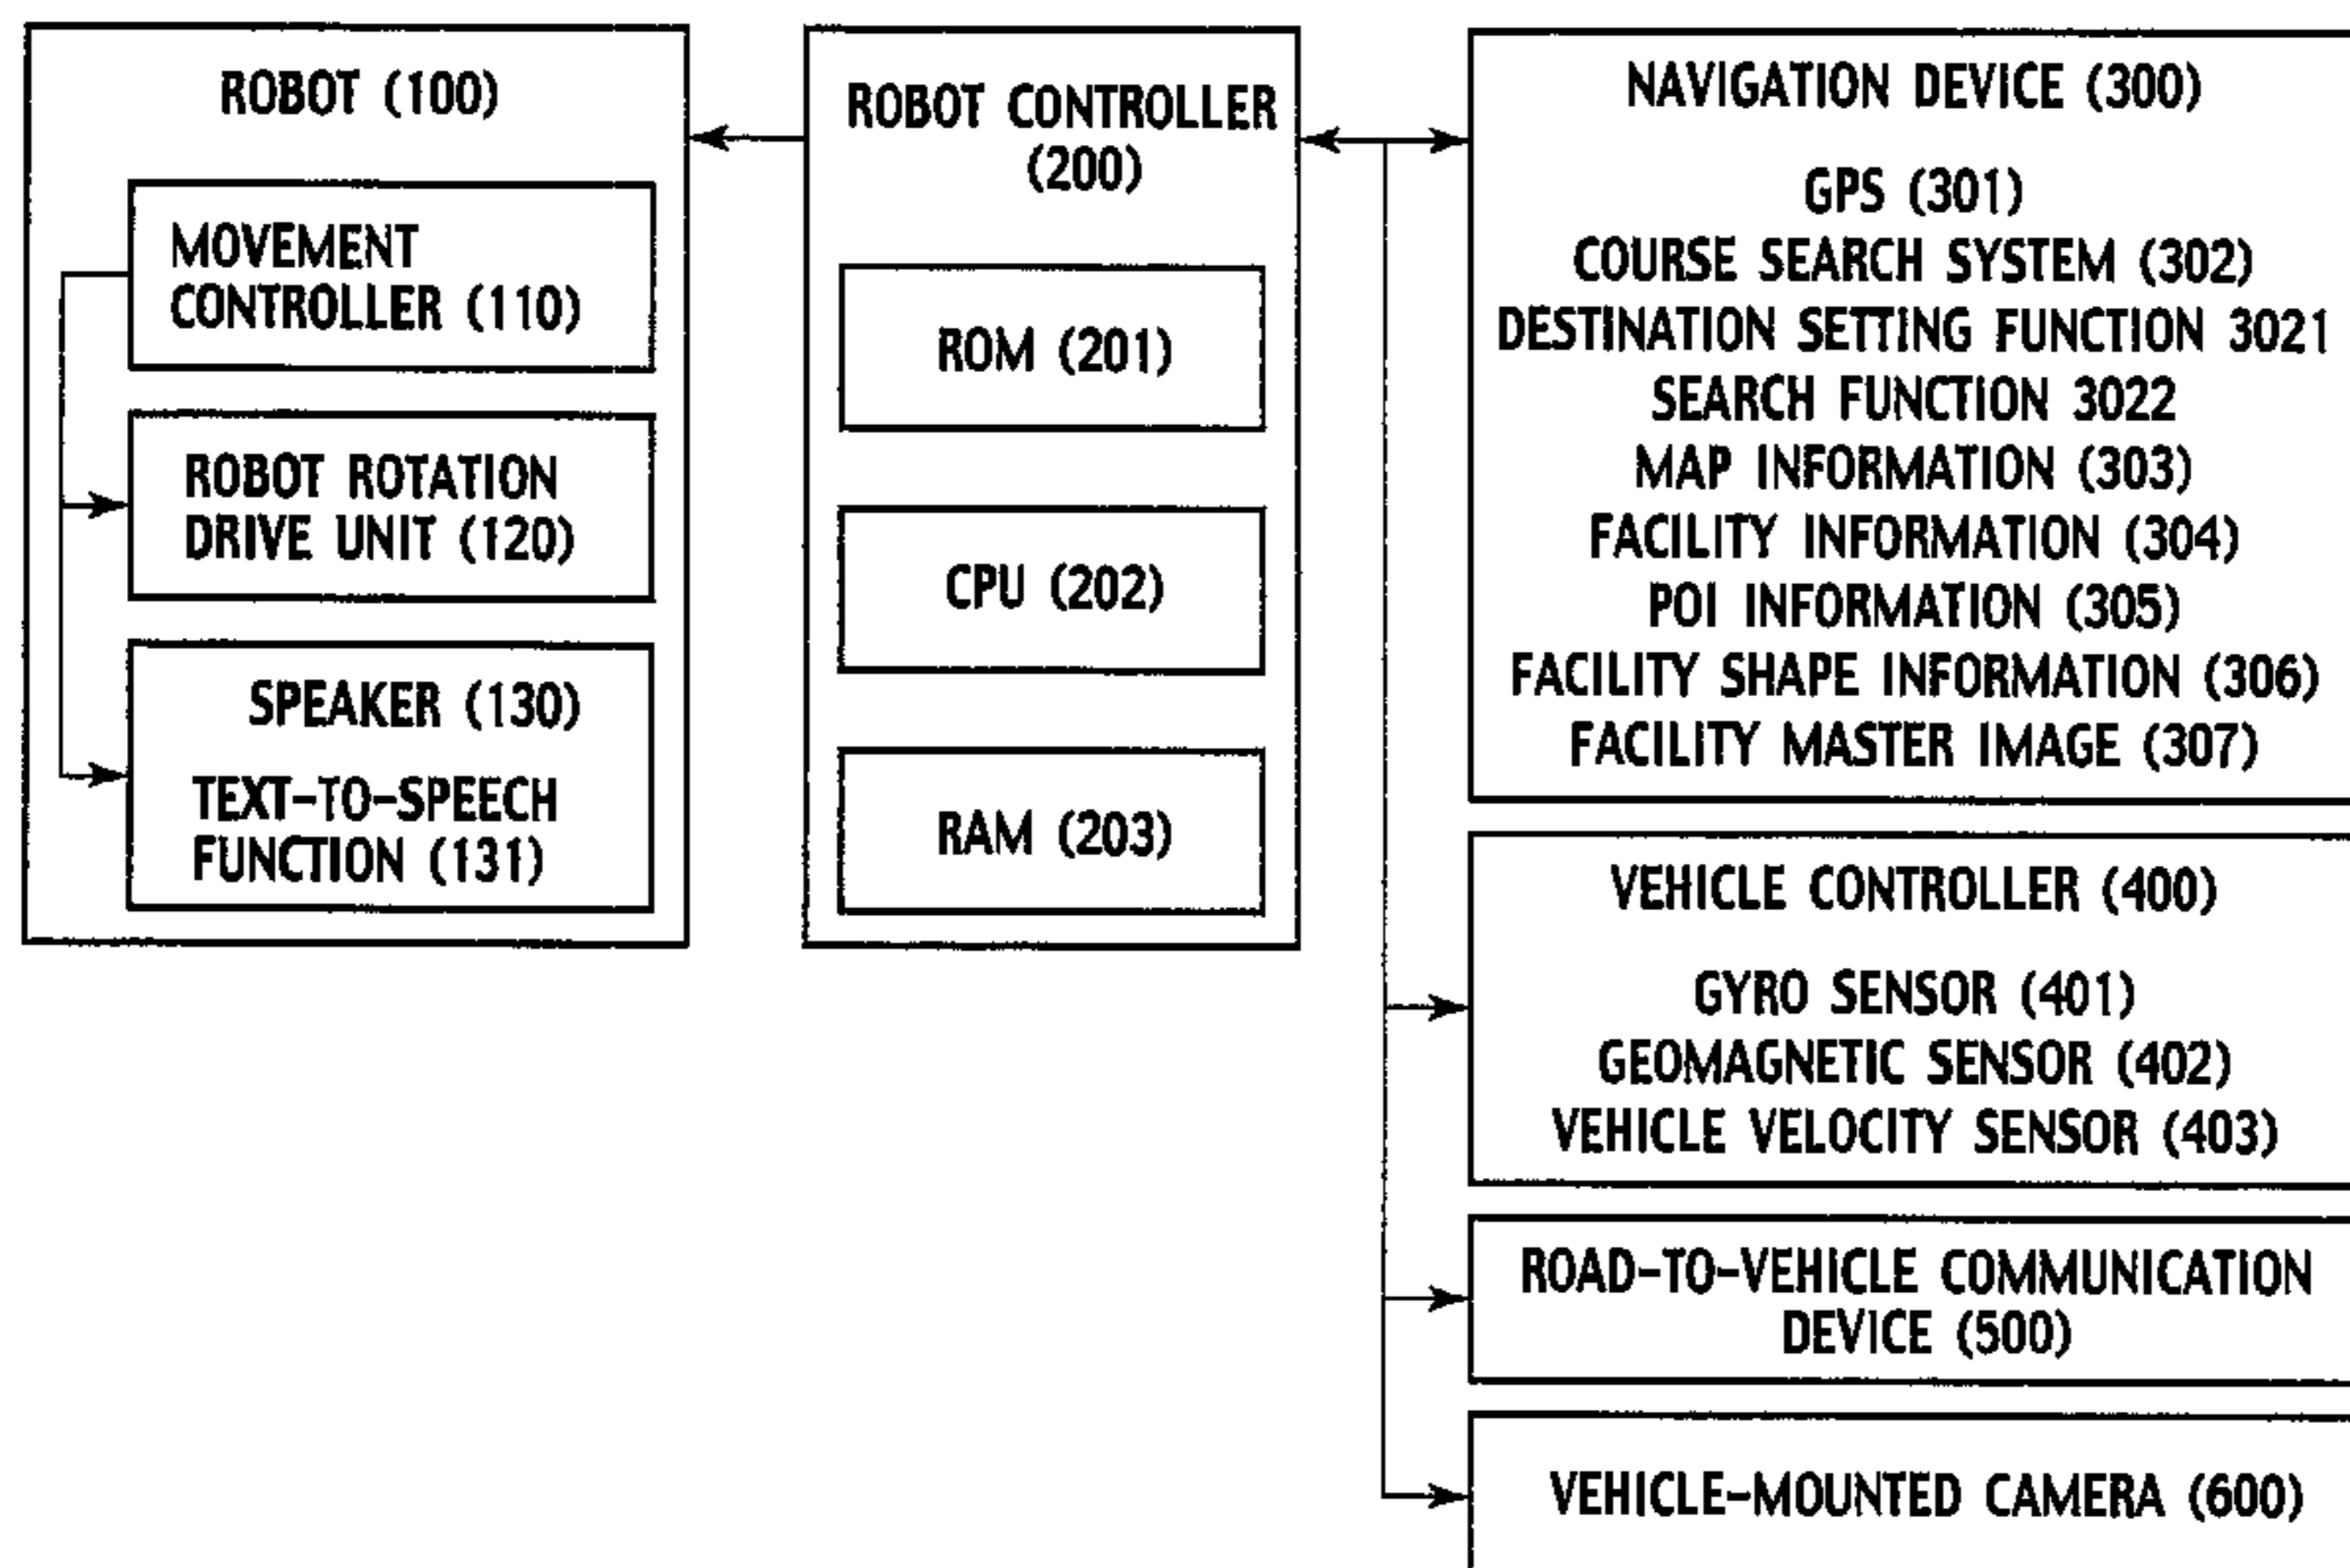 ROBOT (100)
MOVEMENT
CONTROLLER (110)
ROBOT ROTATION
DRIVE UNIT (120)
SPEAKER (130)
TEXT-TO-SPEECH
FUNCTION (131)
ROBOT CONTROLLER
(200)
ROM (201)
CPU (202)
RAM (203)
NAVIGATION DEVICE (300)
GPS (301)
COURSE SEARCH SYSTEM (302)
DESTINATION SETTING FUNCTION 3021
SEARCH FUNCTION 3022
MAP INFORMATION (303)
FACILITY INFORMATION (304)
POI INFORMATION (305)
FACILITY SHAPE INFORMATION (306)
FACILITY MASTER IMAGE (307)
VEHICLE CONTROLLER (400)
GYRO SENSOR (401)
GEOMAGNETIC SENSOR (402)
VEHICLE VELOCITY SENSOR (403)
ROAD-TO-VEHICLE COMMUNICATION
DEVICE (500)
VEHICLE-MOUNTED CAMERA (600)